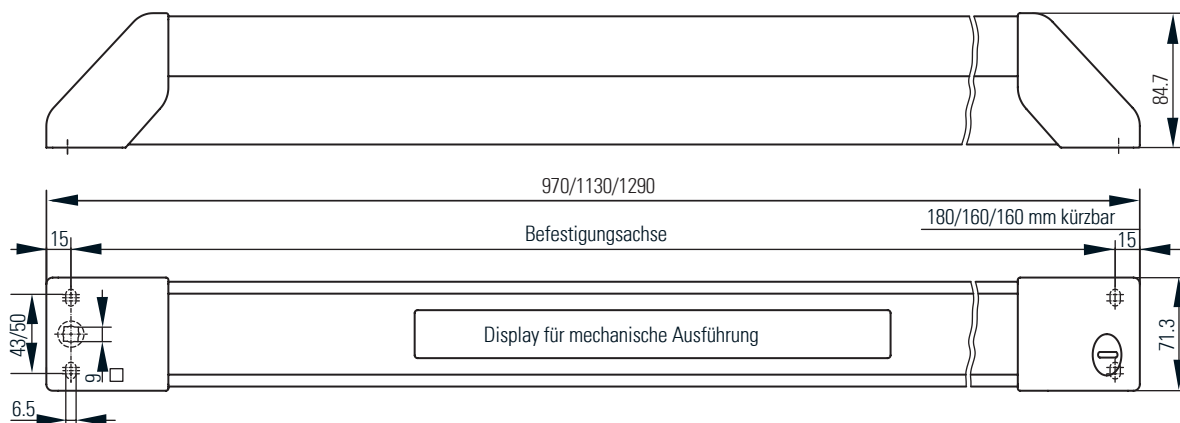 84.7
970/1130/1290
180/160/160 mm kürzbar
15
Befestigungsachse
15
43/50
Display für mechanische Ausführung
71.3
9
6.5